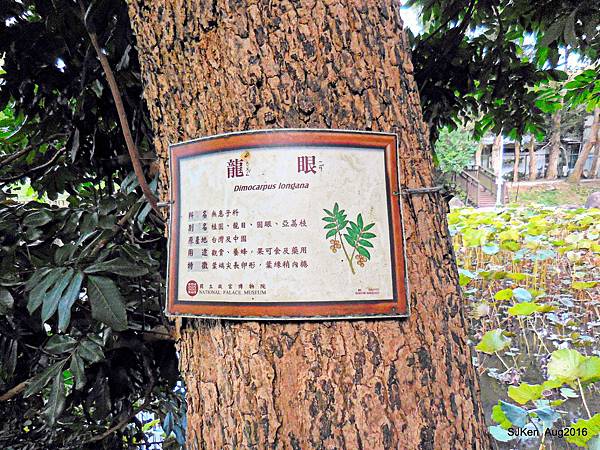 龍眼
Dimocarpus longana
科名 無患子科
別名 桂圓、龍目、圓眼、亞荔枝
原產地 台灣及中國
用途 觀賞、養蜂，果可食及藥用
特徵 葉端尖長卵形，葉緣稍內捲
國立故宮博物院
NATIONAL PALACE MUSEUM
SJKen Aug2016